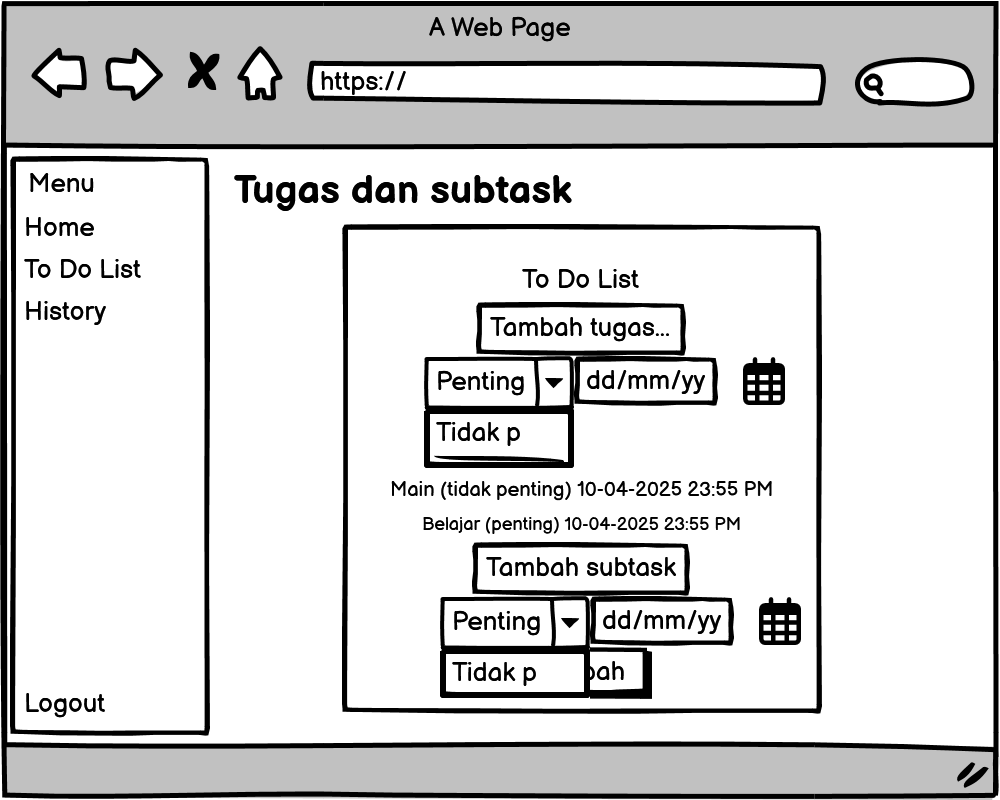 A Web Page
https://
Menu
Home
To Do List
History
Logout
Tugas dan subtask
To Do List
Tambah tugas...
Penting
dd/mm/yy
Tidak p
Main (tidak penting) 10-04-2025 23:55 PM
Belajar (penting) 10-04-2025 23:55 PM
Tambah subtask
Penting
dd/mm/yy
Tidak p